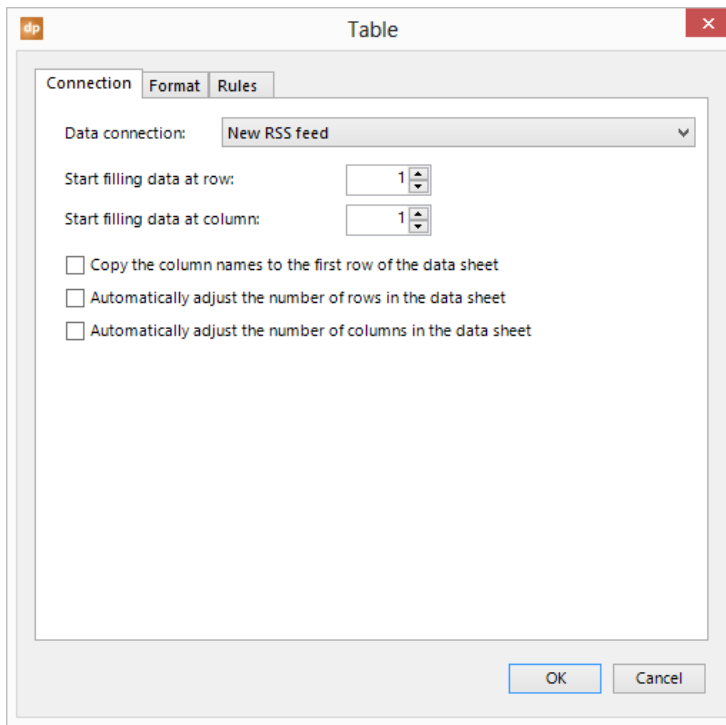 dp
Table
Connection Format Rules
Data connection: New RSS feed
Start filling data at row: 1
Start filling data at column: 1
Copy the column names to the first row of the data sheet
Automatically adjust the number of rows in the data sheet
Automatically adjust the number of columns in the data sheet
OK Cancel